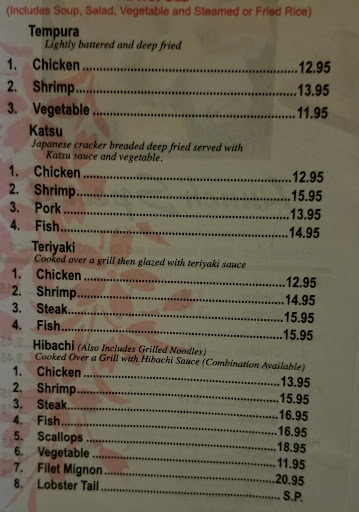 (Includes Soup, Salad, Vegetable and Steamed or Fried Rice)
Tempura
Lightly battered and deep fried
1. Chicken 12.95
2. Shrimp 13.95
3. Vegetable 11.95
Katsu
Japanese cracker breaded deep fried served with
Katsu sauce and vegetable.
1. Chicken 12.95
2. Shrimp 15.95
3. Pork 13.95
4. Fish 14.95
Teriyaki
Cooked over a grill then glazed with teriyaki sauce
1. Chicken 12.95
2. Shrimp 14.95
3. Steak 15.95
4. Fish 15.95
Hibachi (Also Includes Grilled Noodles)
Cooked Over a Grill with Hibachi Sauce (Combination Available)
1. Chicken 13.95
2. Shrimp 15.95
3. Steak 16.95
4. Fish 16.95
5. Scallops 18.95
6. Vegetable 11.95
7. Filet Mignon 20.95
8. Lobster Tail S.P.